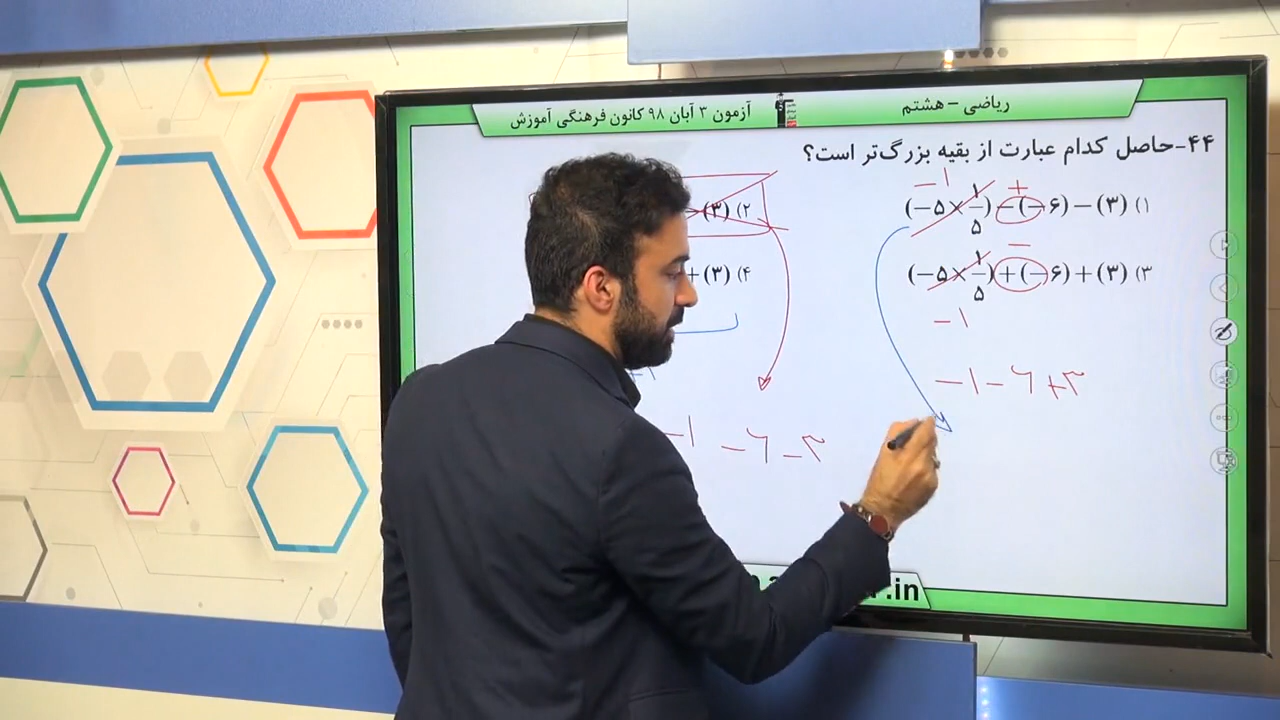 ریاضی – هشتم
آزمون ۳ آبان ۹۸ کانون فرهنگی آموزش
۴۴-حاصل کدام عبارت از بقیه بزرگ‌تر است؟
−۱ +
۱) (−۵×۱/۵)−(−۶)−(۳)
۲) −(۳)
−
۳) (−۵×۱/۵)+(−۶)+(۳)
۴) +(۳)
−۱
−۱−۶+۳
−۱ −۶−۳
.in